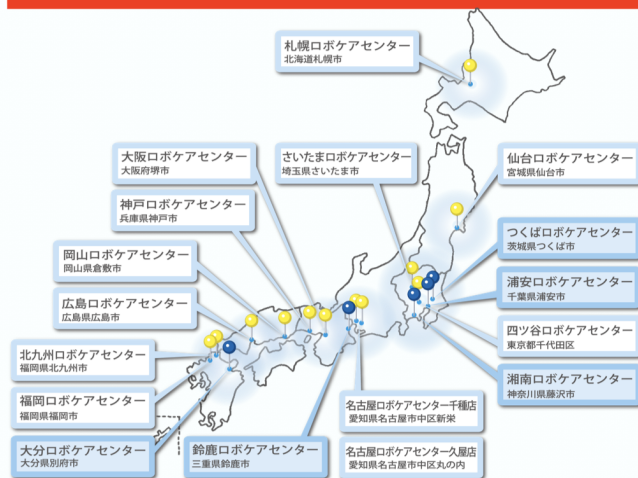 札幌ロボケアセンター
北海道札幌市
大阪ロボケアセンター
大阪府堺市
さいたまロボケアセンター
埼玉県さいたま市
仙台ロボケアセンター
宮城県仙台市
神戸ロボケアセンター
兵庫県神戸市
つくばロボケアセンター
茨城県つくば市
岡山ロボケアセンター
岡山県倉敷市
浦安ロボケアセンター
千葉県浦安市
広島ロボケアセンター
広島県広島市
四ツ谷ロボケアセンター
東京都千代田区
北九州ロボケアセンター
福岡県北九州市
湘南ロボケアセンター
神奈川県藤沢市
福岡ロボケアセンター
福岡県福岡市
名古屋ロボケアセンター千種店
愛知県名古屋市中区新栄
大分ロボケアセンター
大分県別府市
鈴鹿ロボケアセンター
三重県鈴鹿市
名古屋ロボケアセンター久屋店
愛知県名古屋市中区丸の内